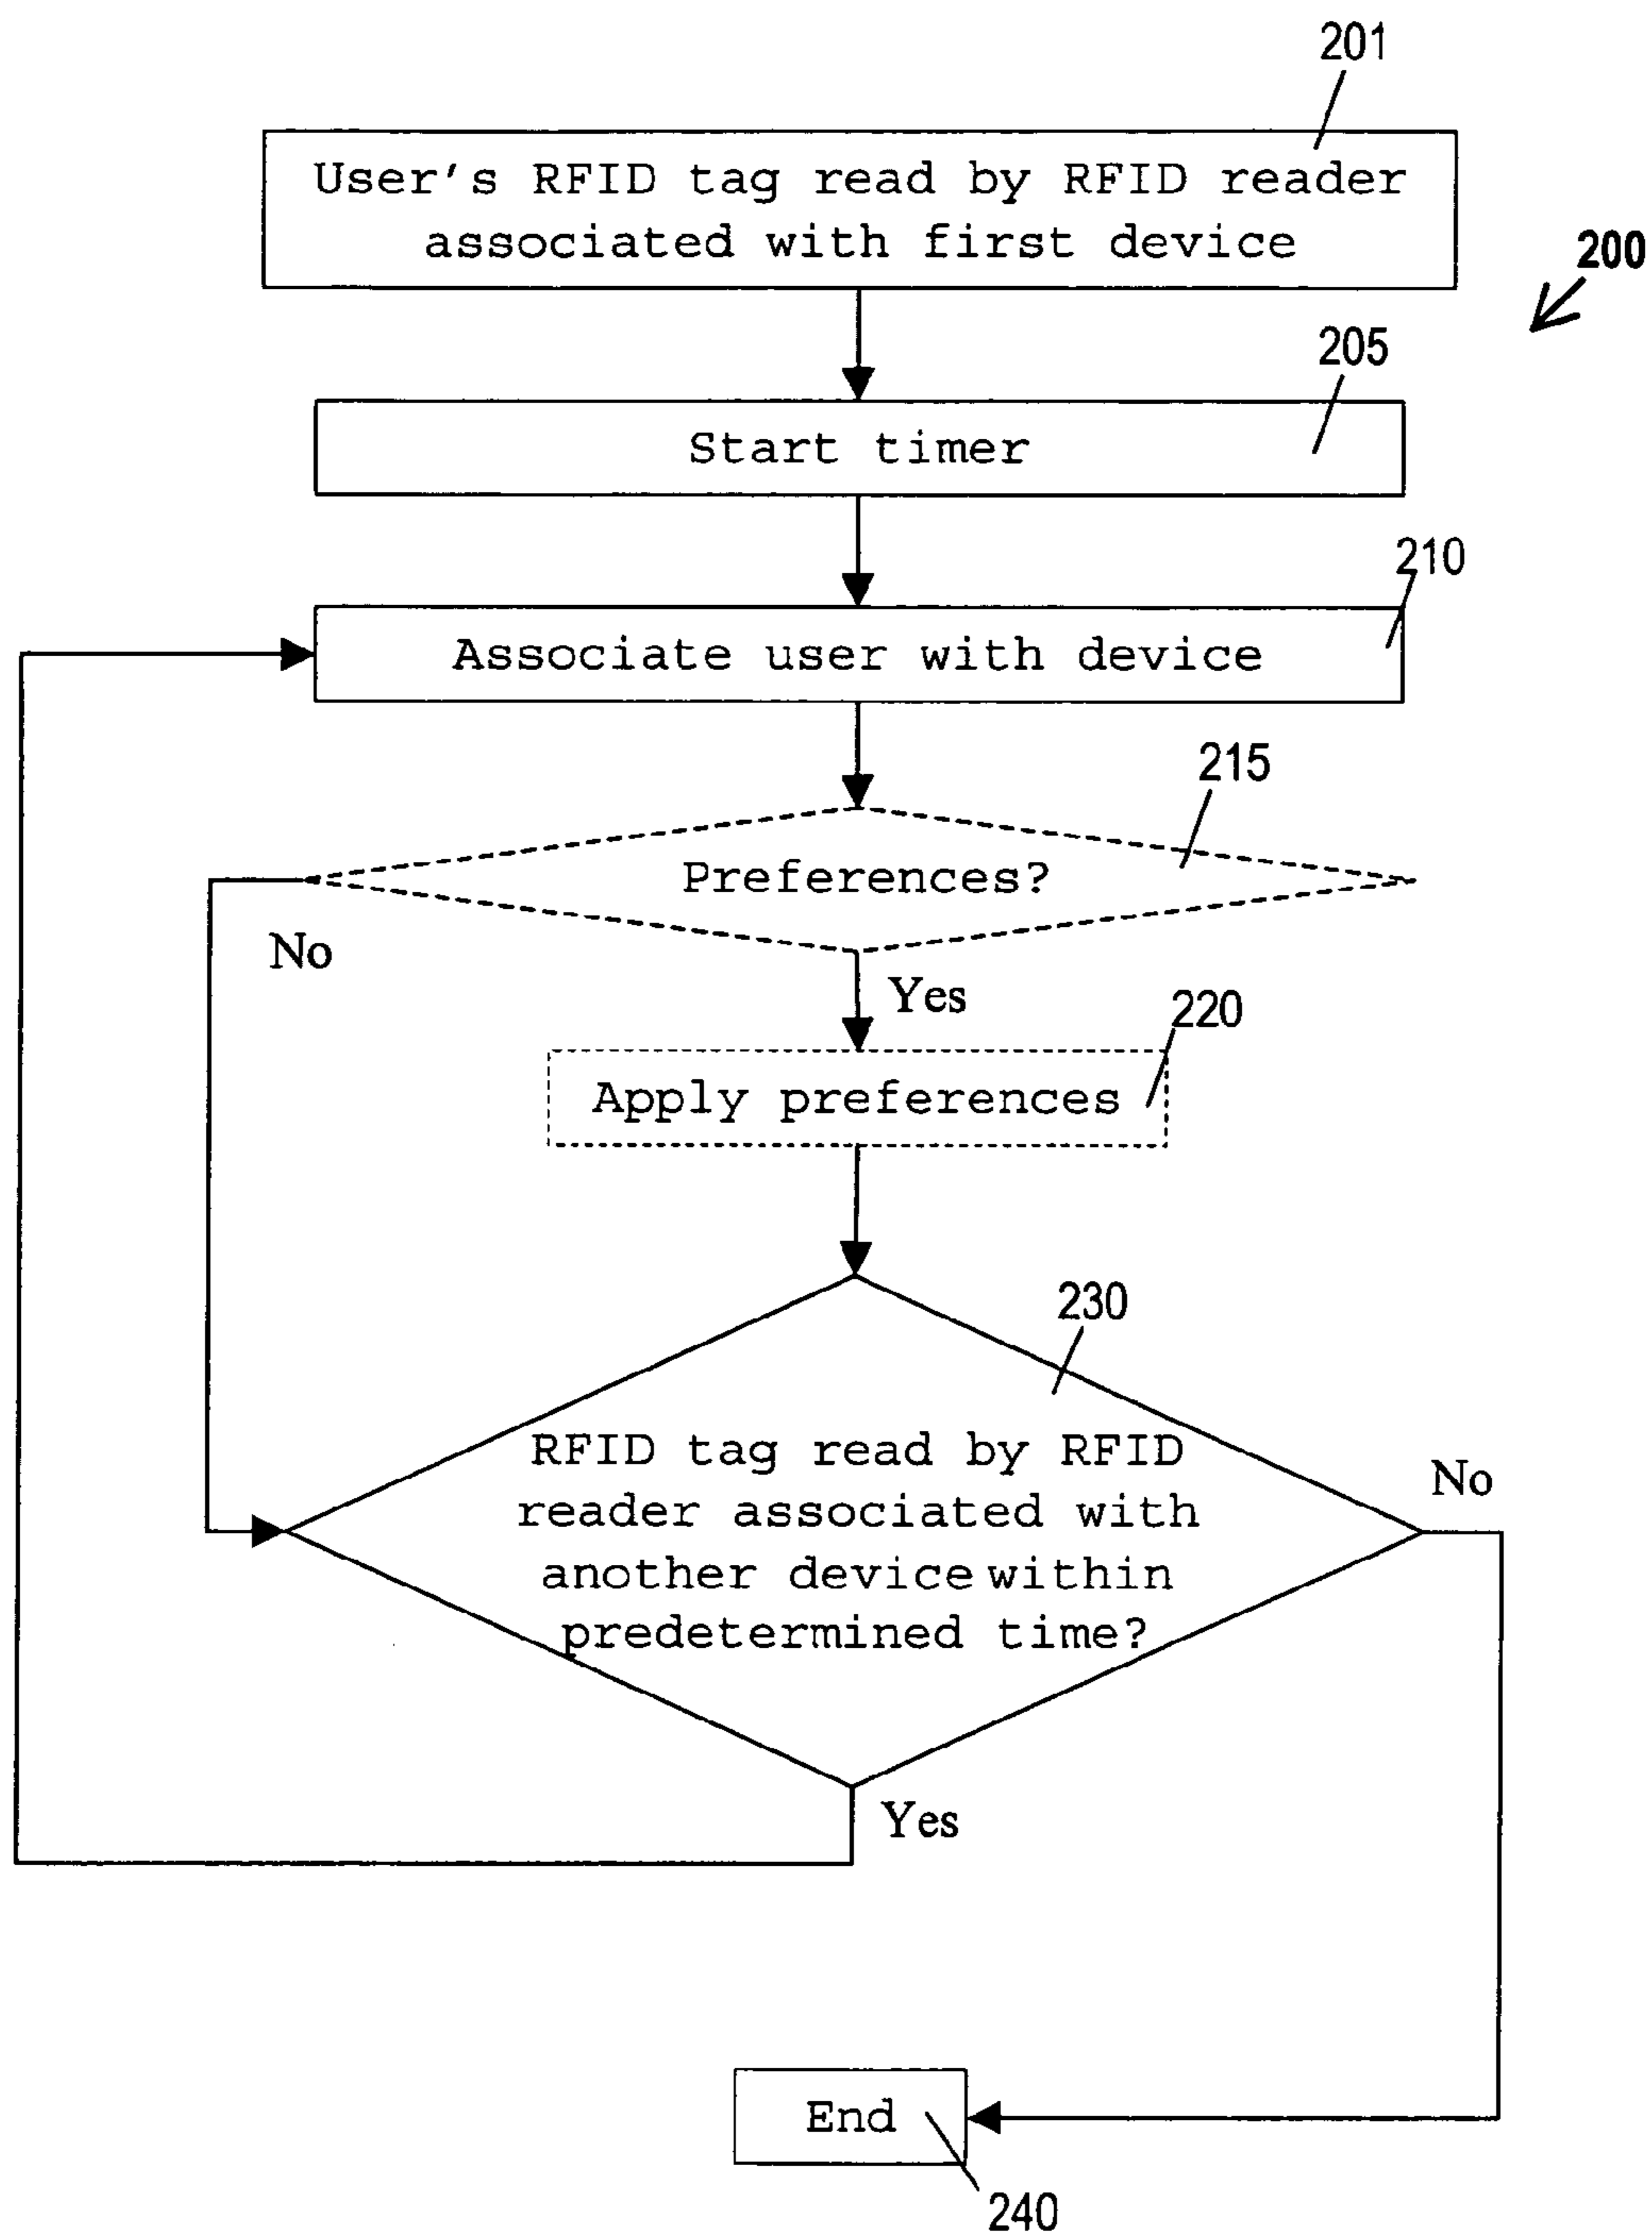 201
User's RFID tag read by RFID reader
associated with first device
200
205
Start timer
210
Associate user with device
215
Preferences?
No
Yes
220
Apply preferences
230
RFID tag read by RFID
reader associated with
another device within
predetermined time?
No
Yes
End
240